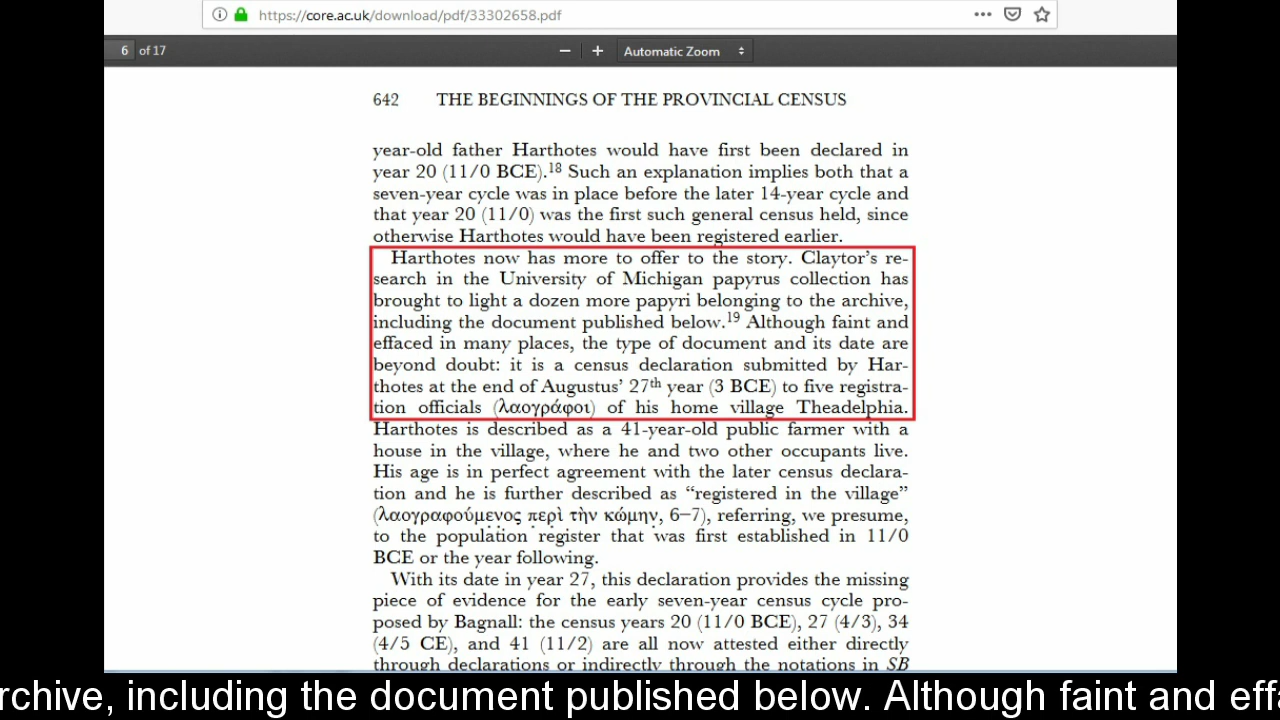 https://core.ac.uk/download/pdf/33302658.pdf
6 of 17
Automatic Zoom
642 THE BEGINNINGS OF THE PROVINCIAL CENSUS
year-old father Harthotes would have first been declared in
year 20 (11/0 BCE).18 Such an explanation implies both that a
seven-year cycle was in place before the later 14-year cycle and
that year 20 (11/0) was the first such general census held, since
otherwise Harthotes would have been registered earlier.
Harthotes now has more to offer to the story. Claytor's re-
search in the University of Michigan papyrus collection has
brought to light a dozen more papyri belonging to the archive,
including the document published below.19 Although faint and
effaced in many places, the type of document and its date are
beyond doubt: it is a census declaration submitted by Har-
thotes at the end of Augustus' 27th year (3 BCE) to five registra-
tion officials (λαογράφοι) of his home village Theadelphia.
Harthotes is described as a 41-year-old public farmer with a
house in the village, where he and two other occupants live.
His age is in perfect agreement with the later census declara-
tion and he is further described as “registered in the village”
(λαογραφούμενος περὶ τὴν κώμην, 6–7), referring, we presume,
to the population register that was first established in 11/0
BCE or the year following.
With its date in year 27, this declaration provides the missing
piece of evidence for the early seven-year census cycle pro-
posed by Bagnall: the census years 20 (11/0 BCE), 27 (4/3), 34
(4/5 CE), and 41 (11/2) are all now attested either directly
through declarations or indirectly through the notations in SB
rchive, including the document published below. Although faint and effa